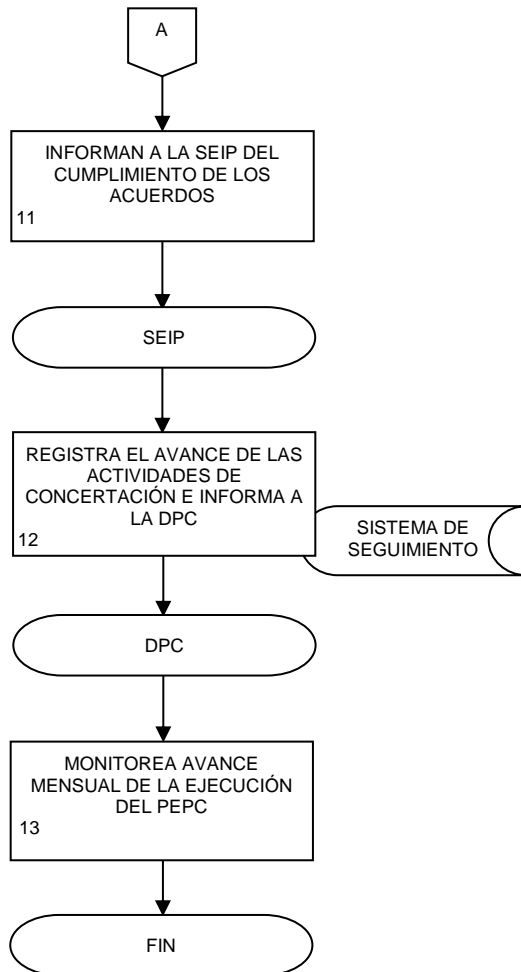 A
INFORMAN A LA SEIP DEL
CUMPLIMIENTO DE LOS
ACUERDOS
11
SEIP
REGISTRA EL AVANCE DE LAS
ACTIVIDADES DE
CONCERTACIÓN E INFORMA A
LA DPC
12
SISTEMA DE
SEGUIMIENTO
DPC
MONITOREA AVANCE
MENSUAL DE LA EJECUCIÓN
DEL PEPC
13
FIN